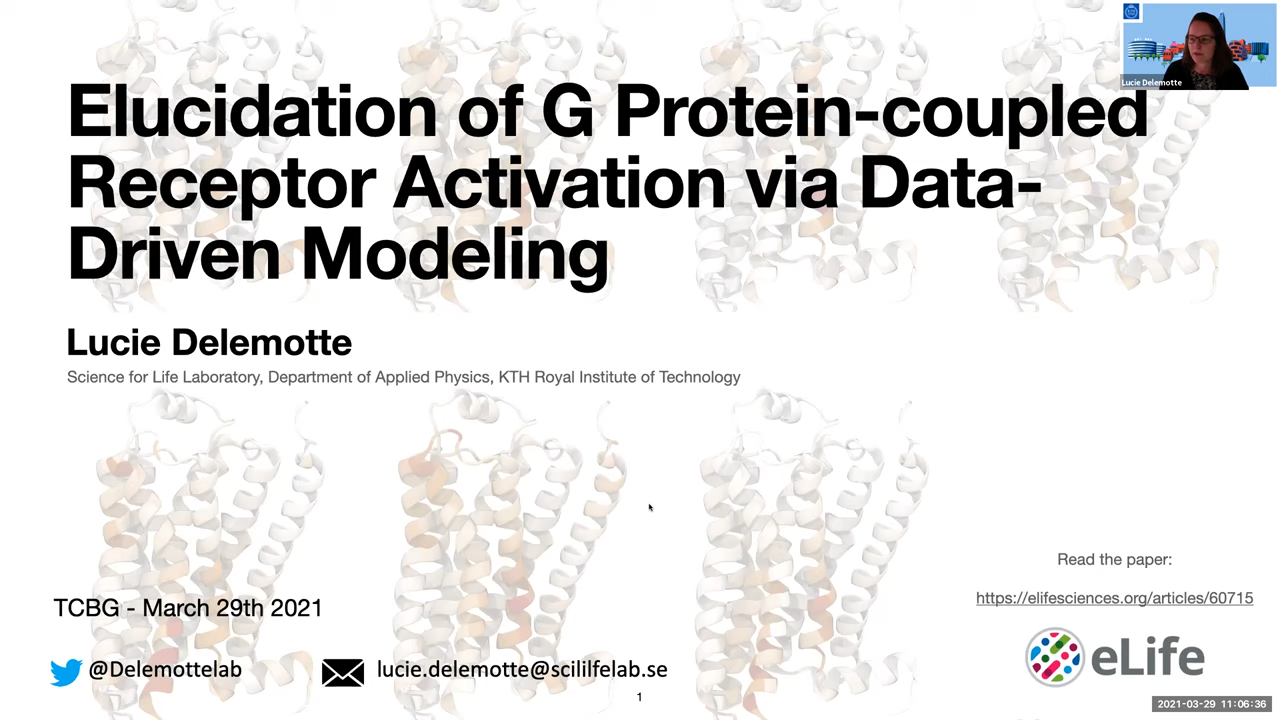 Lucie Delemotte
Elucidation of G Protein-coupled
Receptor Activation via Data-
Driven Modeling
Lucie Delemotte
Science for Life Laboratory, Department of Applied Physics, KTH Royal Institute of Technology
Read the paper:
https://elifesciences.org/articles/60715
TCBG - March 29th 2021
eLife
@Delemottelab
lucie.delemotte@scililfelab.se
1
2021-03-29 11:06:36